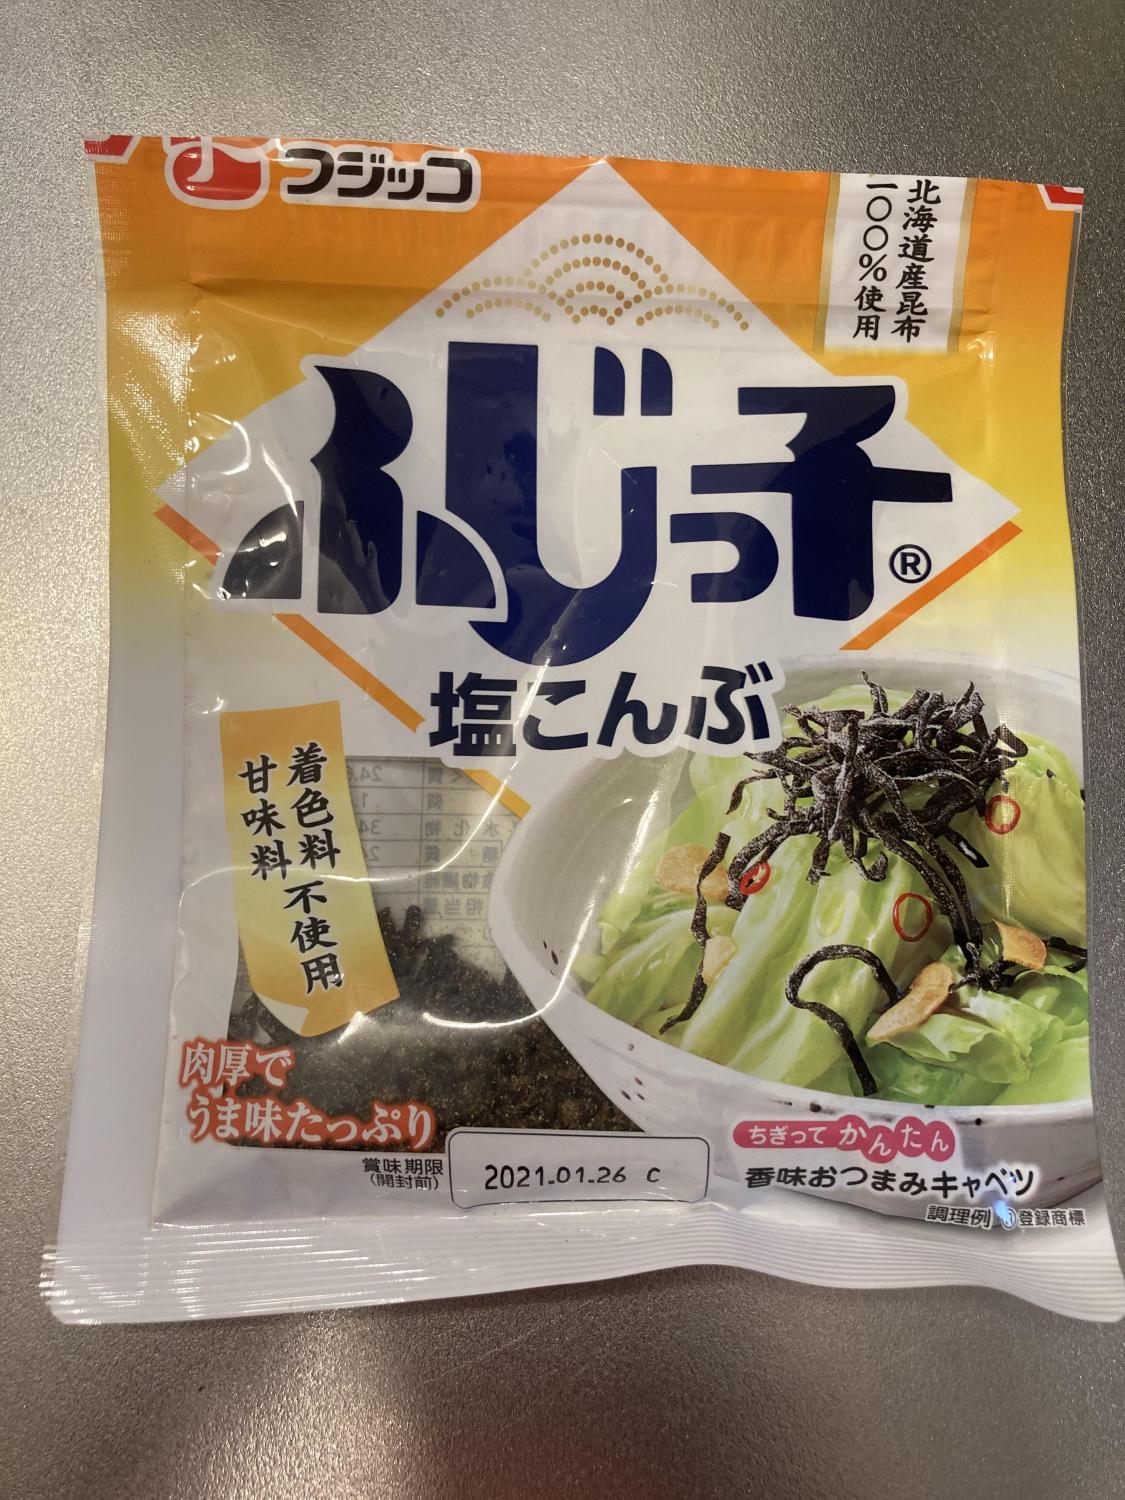 フジッコ
北海道産昆布
一〇〇%使用
ふじっ子®
塩こんぶ
着色料
甘味料
不使用
肉厚で
うま味たっぷり
賞味期限
(開封前)
2021.01.26 C
ちぎってかんたん
香味おつまみキャベツ
調理例 ®登録商標